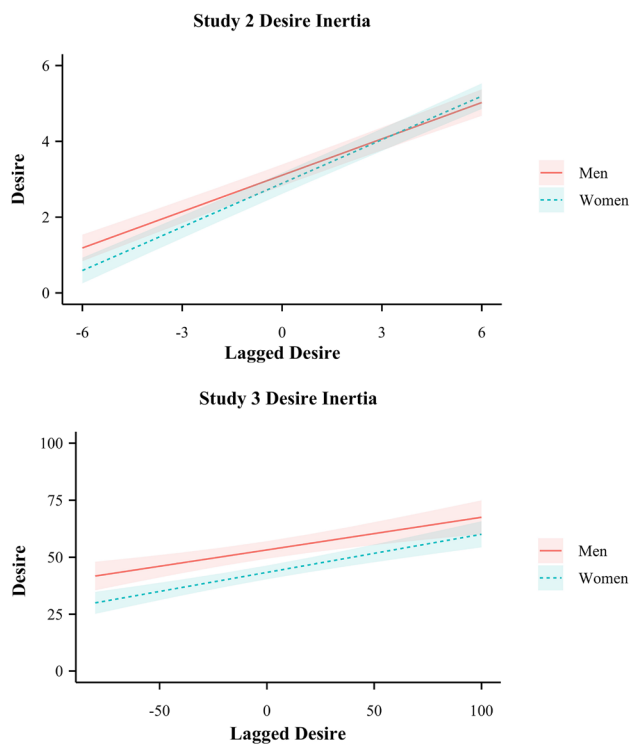 Study 2 Desire Inertia
6
4
2
0
Desire
-6 -3 0 3 6
Lagged Desire
Men
Women
Study 3 Desire Inertia
100
75
50
25
0
Desire
-50 0 50 100
Lagged Desire
Men
Women